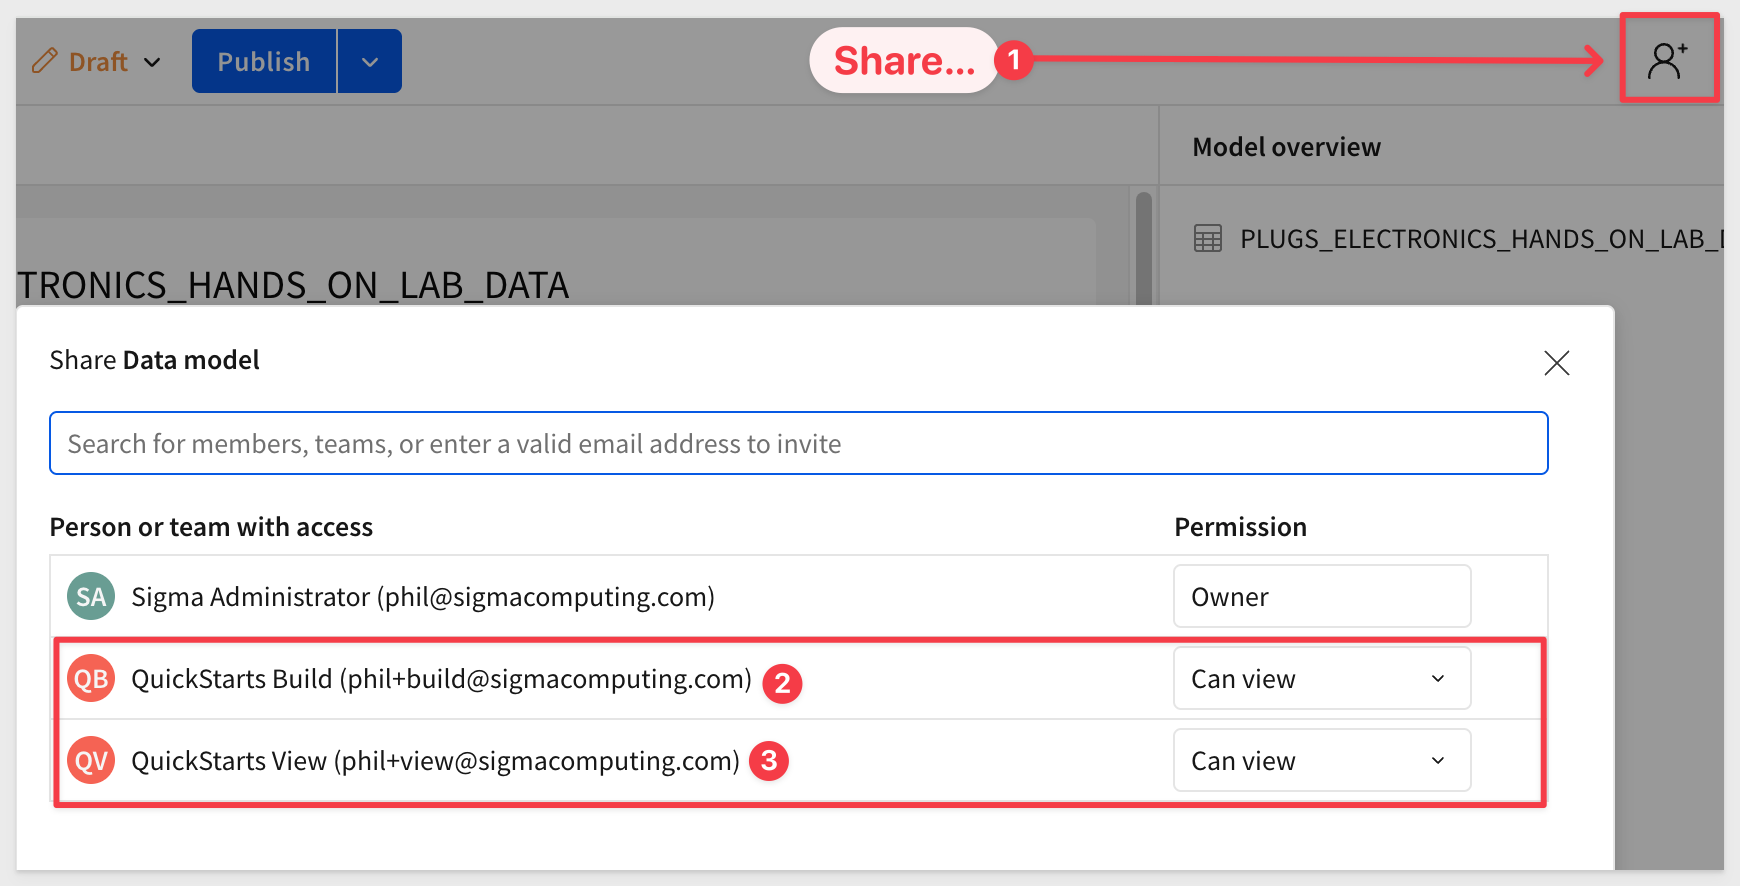 Draft
Publish
Share...
1
Model overview
PLUGS_ELECTRONICS_HANDS_ON_LAB_
TRONICS_HANDS_ON_LAB_DATA
Share Data model
Search for members, teams, or enter a valid email address to invite
Person or team with access
Permission
SA
Sigma Administrator (phil@sigmacomputing.com)
Owner
QB
QuickStarts Build (phil+build@sigmacomputing.com)
2
Can view
QV
QuickStarts View (phil+view@sigmacomputing.com)
3
Can view